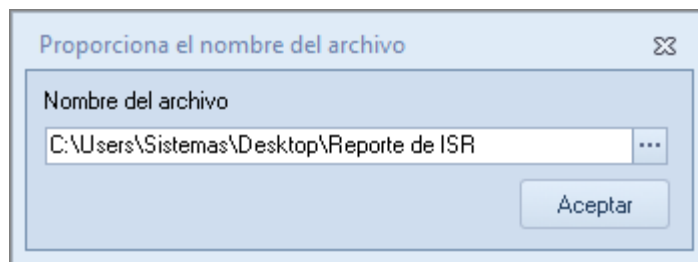 Proporciona el nombre del archivo
Nombre del archivo
C:\Users\Sistemas\Desktop\Reporte de ISR
...
Aceptar